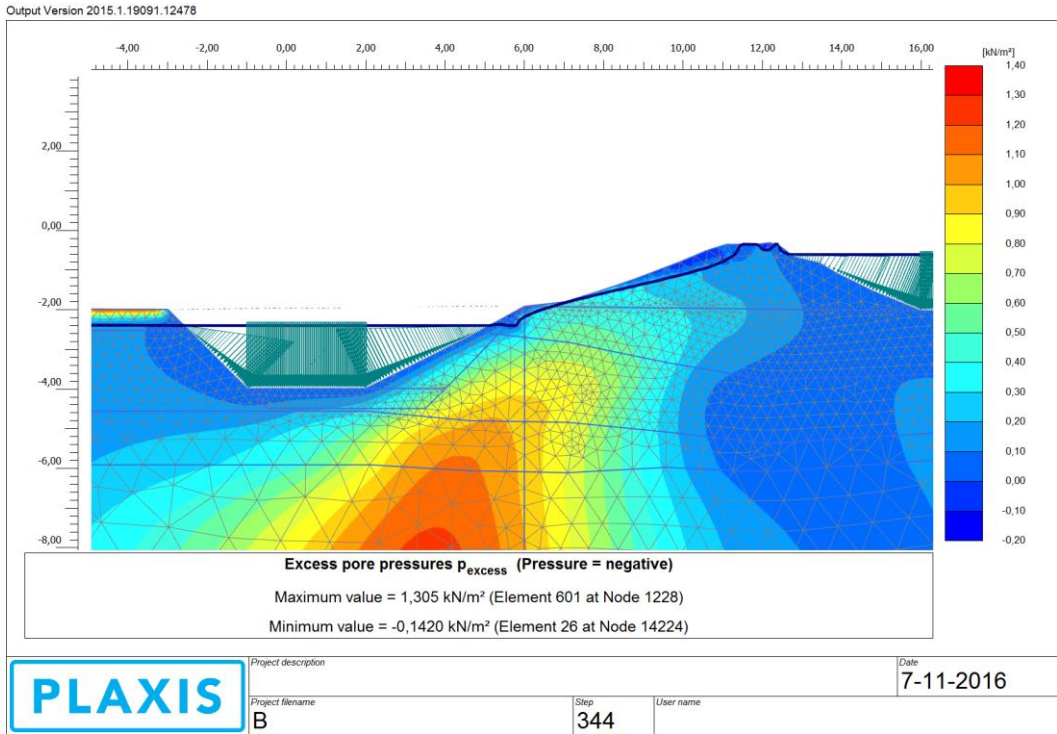 Output Version 2015.1.19091.12478
-4,00 -2,00 0,00 2,00 4,00 6,00 8,00 10,00 12,00 14,00 16,00
[kN/m²]
1,40
1,30
1,20
1,10
1,00
0,90
0,80
0,70
0,60
0,50
0,40
0,30
0,20
0,10
0,00
-0,10
-0,20
2,00
0,00
-2,00
-4,00
-6,00
-8,00
Excess pore pressures pexcess (Pressure = negative)
Maximum value = 1,305 kN/m² (Element 601 at Node 1228)
Minimum value = -0,1420 kN/m² (Element 26 at Node 14224)
PLAXIS
Project description
Date
7-11-2016
Project filename
B
Step
344
User name